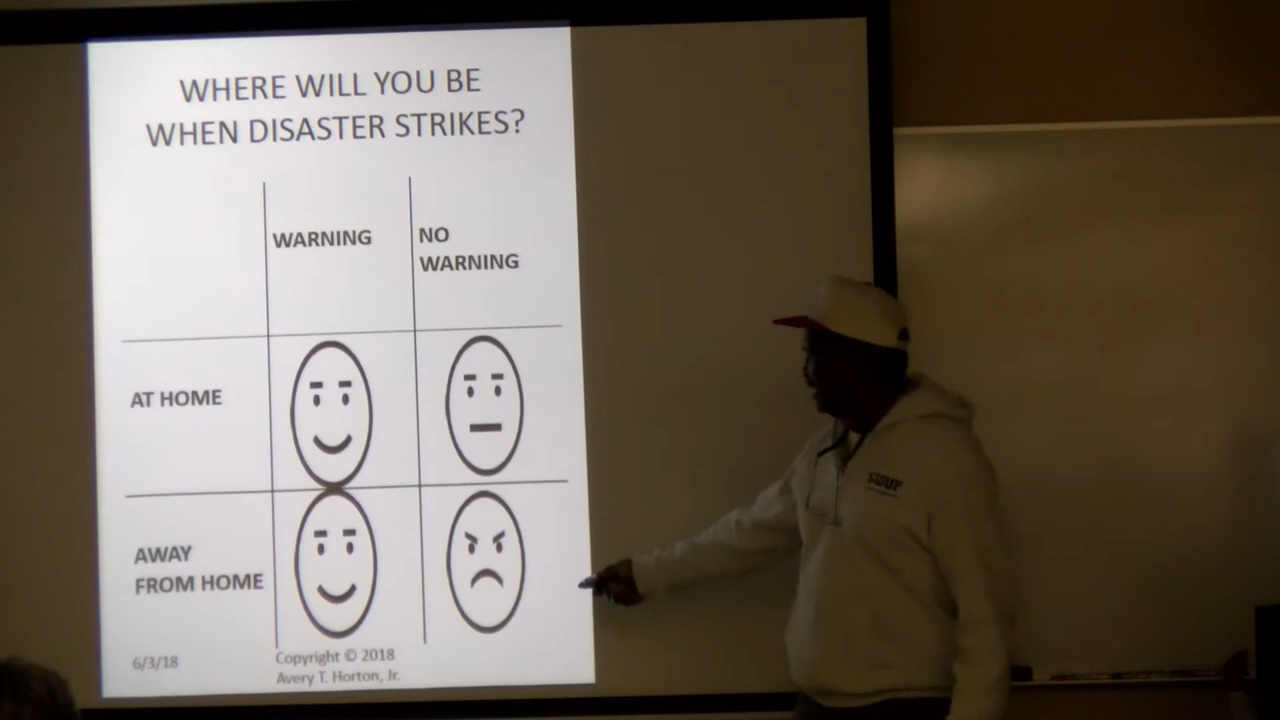 WHERE WILL YOU BE
WHEN DISASTER STRIKES?
WARNING
NO
WARNING
AT HOME
AWAY
FROM HOME
6/3/18
Copyright © 2018
Avery T. Horton, Jr.